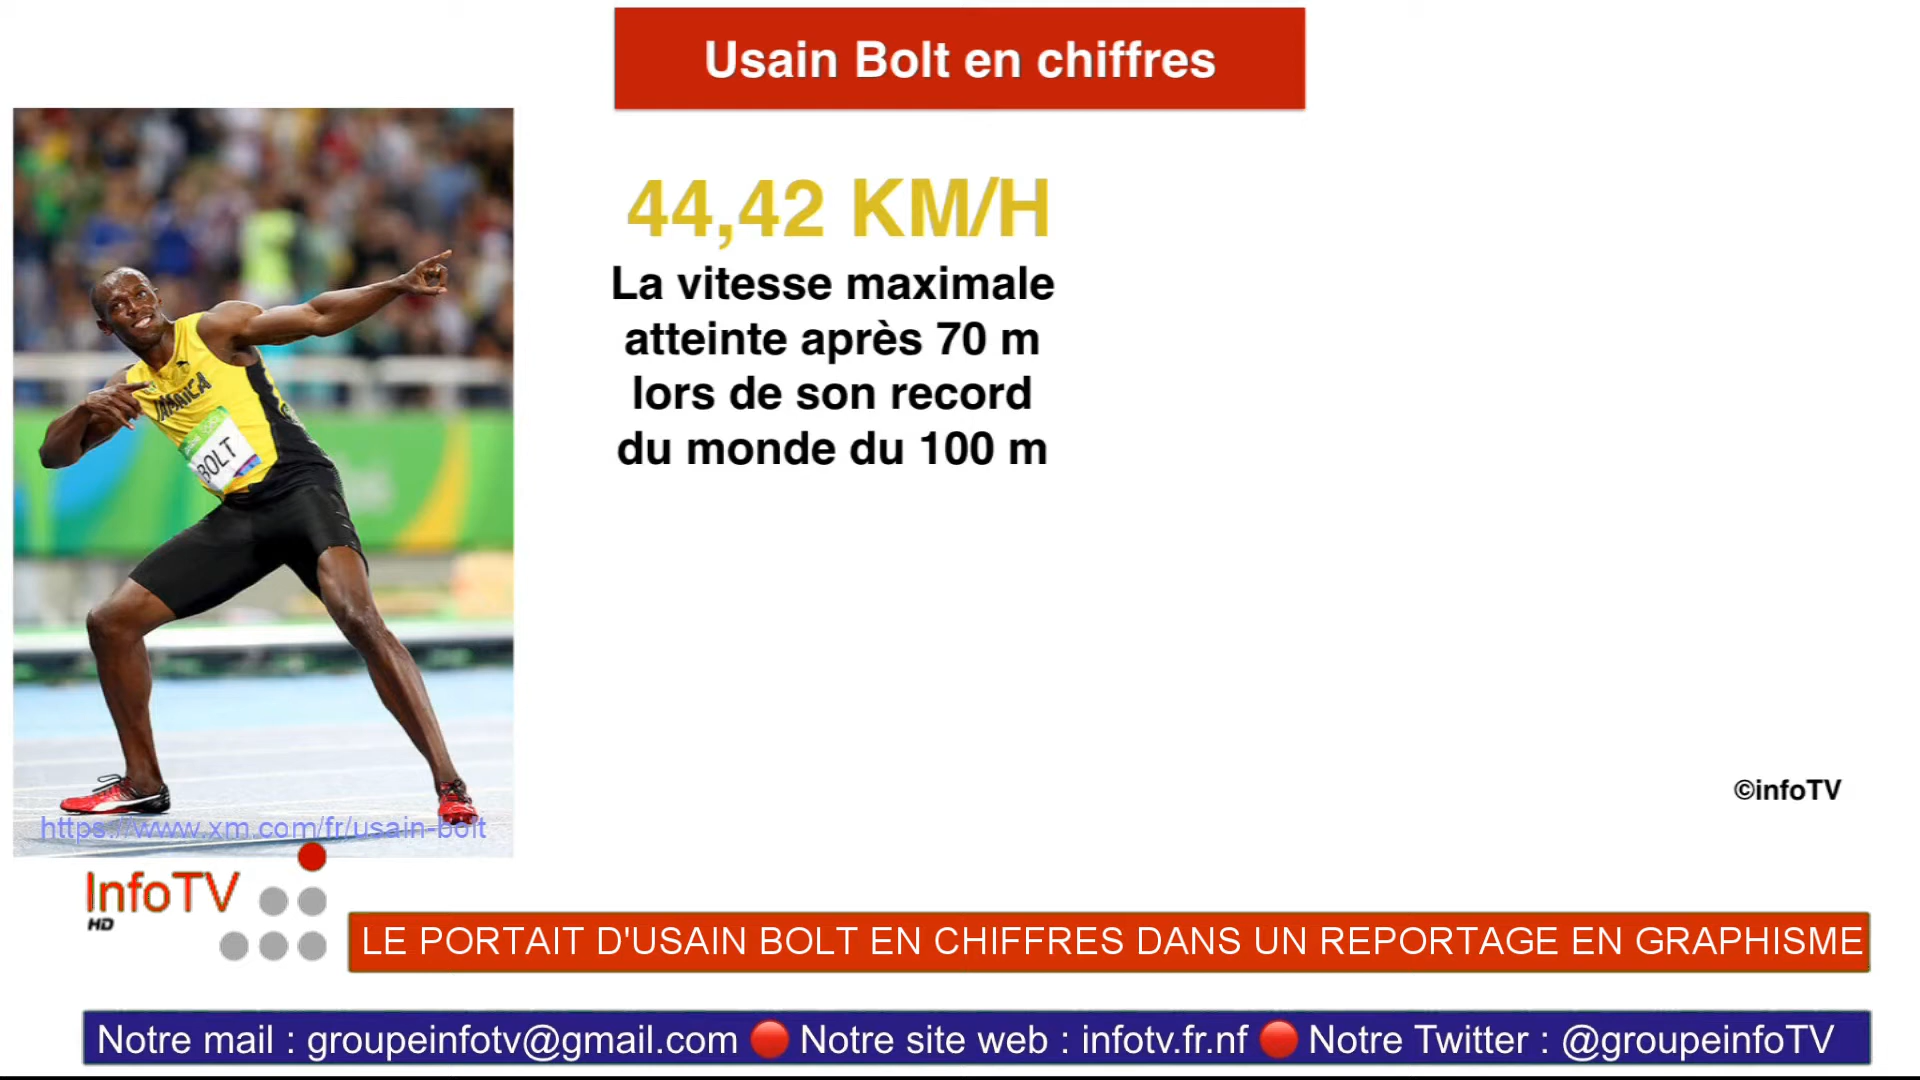 Usain Bolt en chiffres
44,42 KM/H
La vitesse maximale
atteinte après 70 m
lors de son record
du monde du 100 m
JAMAICA
BOLT
https://www.xm.com/fr/usain-bolt
©infoTV
InfoTV
HD
LE PORTAIT D'USAIN BOLT EN CHIFFRES DANS UN REPORTAGE EN GRAPHISME
Notre mail : groupeinfotv@gmail.com 🔴 Notre site web : infotv.fr.nf 🔴 Notre Twitter : @groupeinfoTV